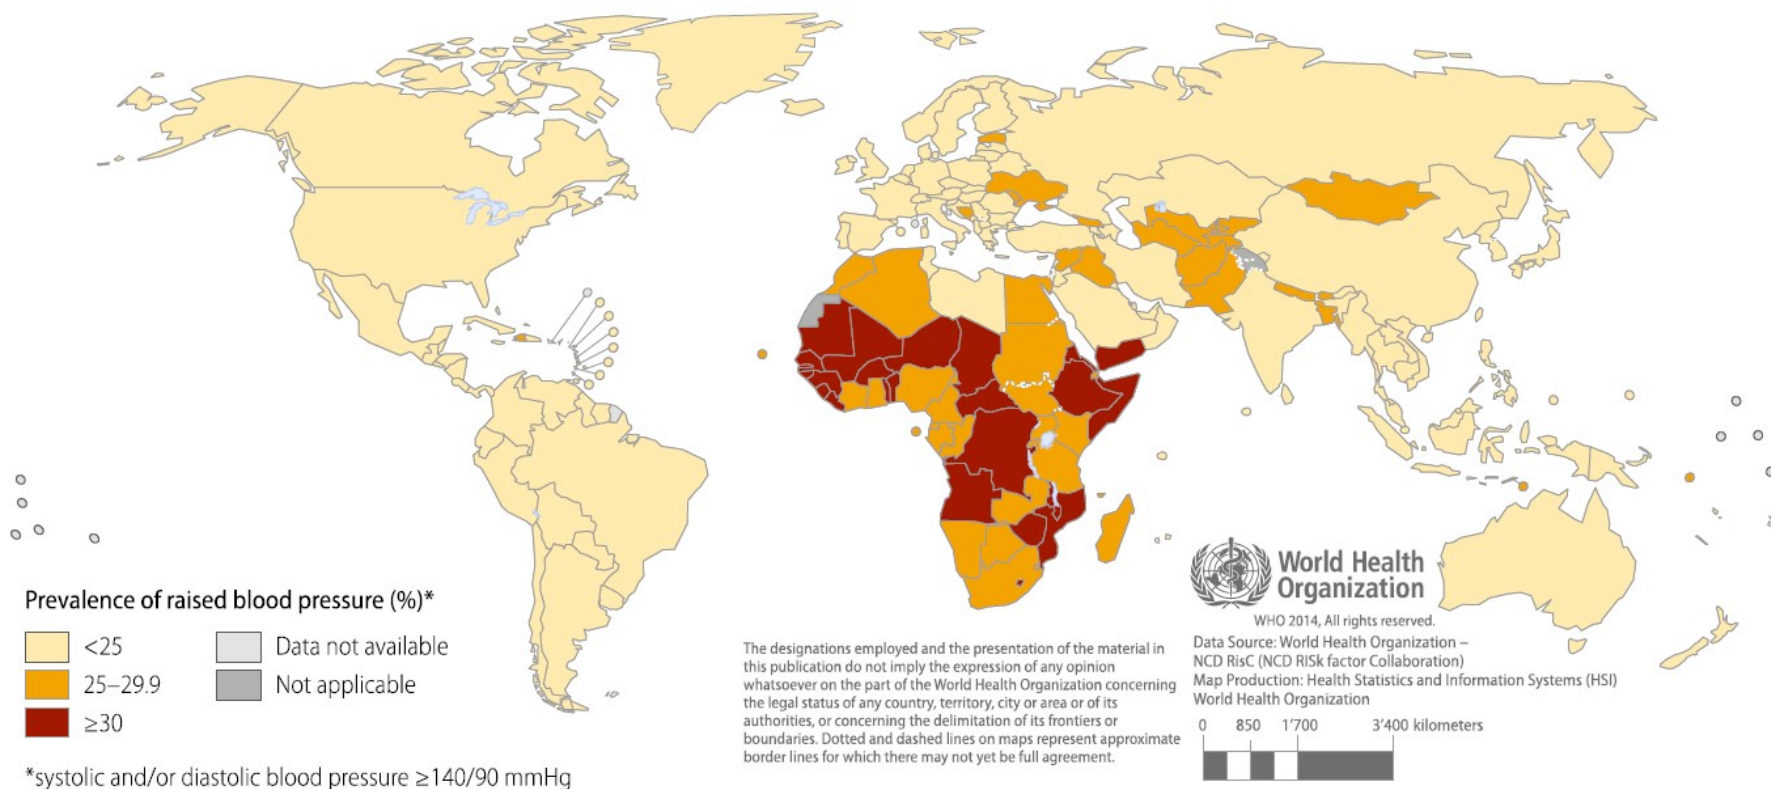 Prevalence of raised blood pressure (%)*
<25
25–29.9
≥30
Data not available
Not applicable
*systolic and/or diastolic blood pressure ≥140/90 mmHg
The designations employed and the presentation of the material in
this publication do not imply the expression of any opinion
whatsoever on the part of the World Health Organization concerning
the legal status of any country, territory, city or area or of its
authorities, or concerning the delimitation of its frontiers or
boundaries. Dotted and dashed lines on maps represent approximate
border lines for which there may not yet be full agreement.
World Health
Organization
WHO 2014, All rights reserved.
Data Source: World Health Organization –
NCD RisC (NCD RISk factor Collaboration)
Map Production: Health Statistics and Information Systems (HSI)
World Health Organization
0 850 1'700 3'400 kilometers